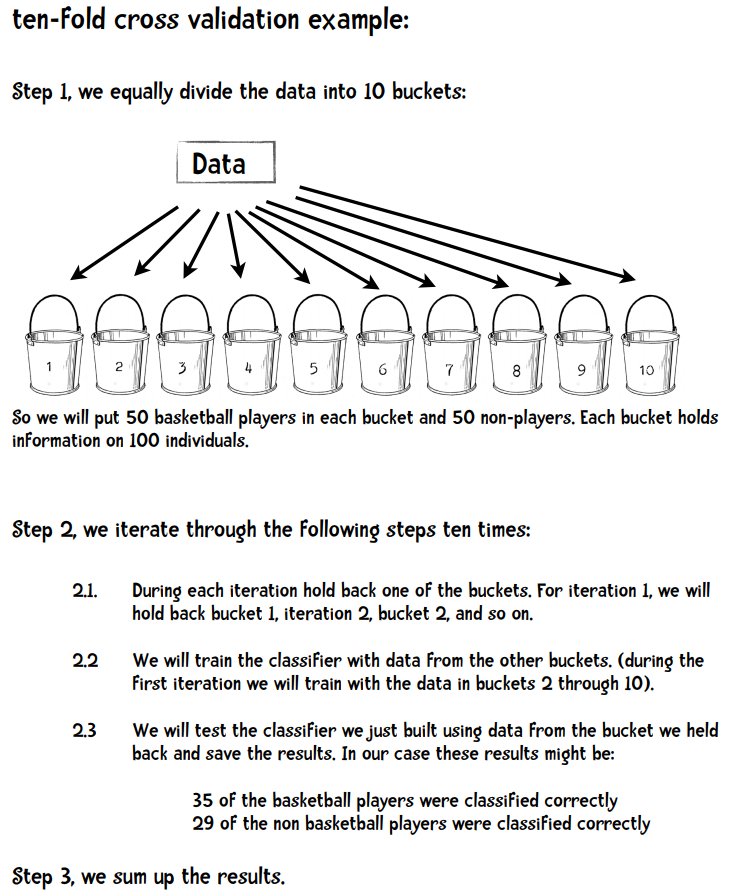 ten-fold cross validation example:
Step 1, we equally divide the data into 10 buckets:
Data
1 2 3 4 5 6 7 8 9 10
So we will put 50 basketball players in each bucket and 50 non-players. Each bucket holds
information on 100 individuals.
Step 2, we iterate through the following steps ten times:
2.1. During each iteration hold back one of the buckets. For iteration 1, we will
hold back bucket 1, iteration 2, bucket 2, and so on.
2.2 We will train the classifier with data from the other buckets. (during the
first iteration we will train with the data in buckets 2 through 10).
2.3 We will test the classifier we just built using data from the bucket we held
back and save the results. In our case these results might be:
35 of the basketball players were classified correctly
29 of the non basketball players were classified correctly
Step 3, we sum up the results.